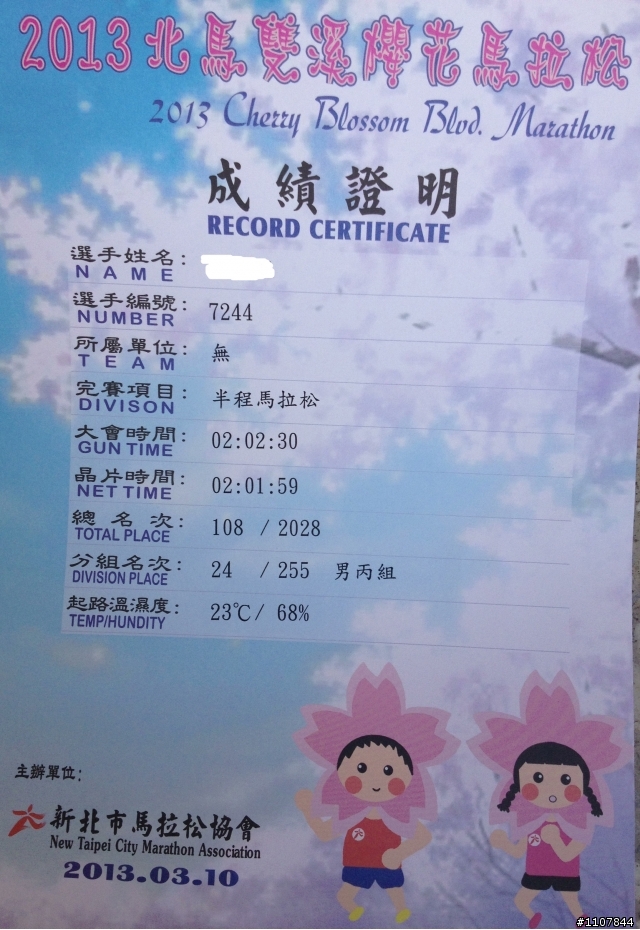 2013北馬雙溪櫻花馬拉松
2013 Cherry Blossom Blvd. Marathon
成績證明
RECORD CERTIFICATE
選手姓名:
NAME
選手編號: 7244
NUMBER
所屬單位: 無
TEAM
完賽項目: 半程馬拉松
DIVISON
大會時間: 02:02:30
GUN TIME
晶片時間: 02:01:59
NET TIME
總名次: 108 / 2028
TOTAL PLACE
分組名次: 24 / 255 男丙組
DIVISION PLACE
起路溫濕度: 23℃/ 68%
TEMP/HUNDITY
主辦單位:
新北市馬拉松協會
New Taipei City Marathon Association
2013.03.10
#1107844